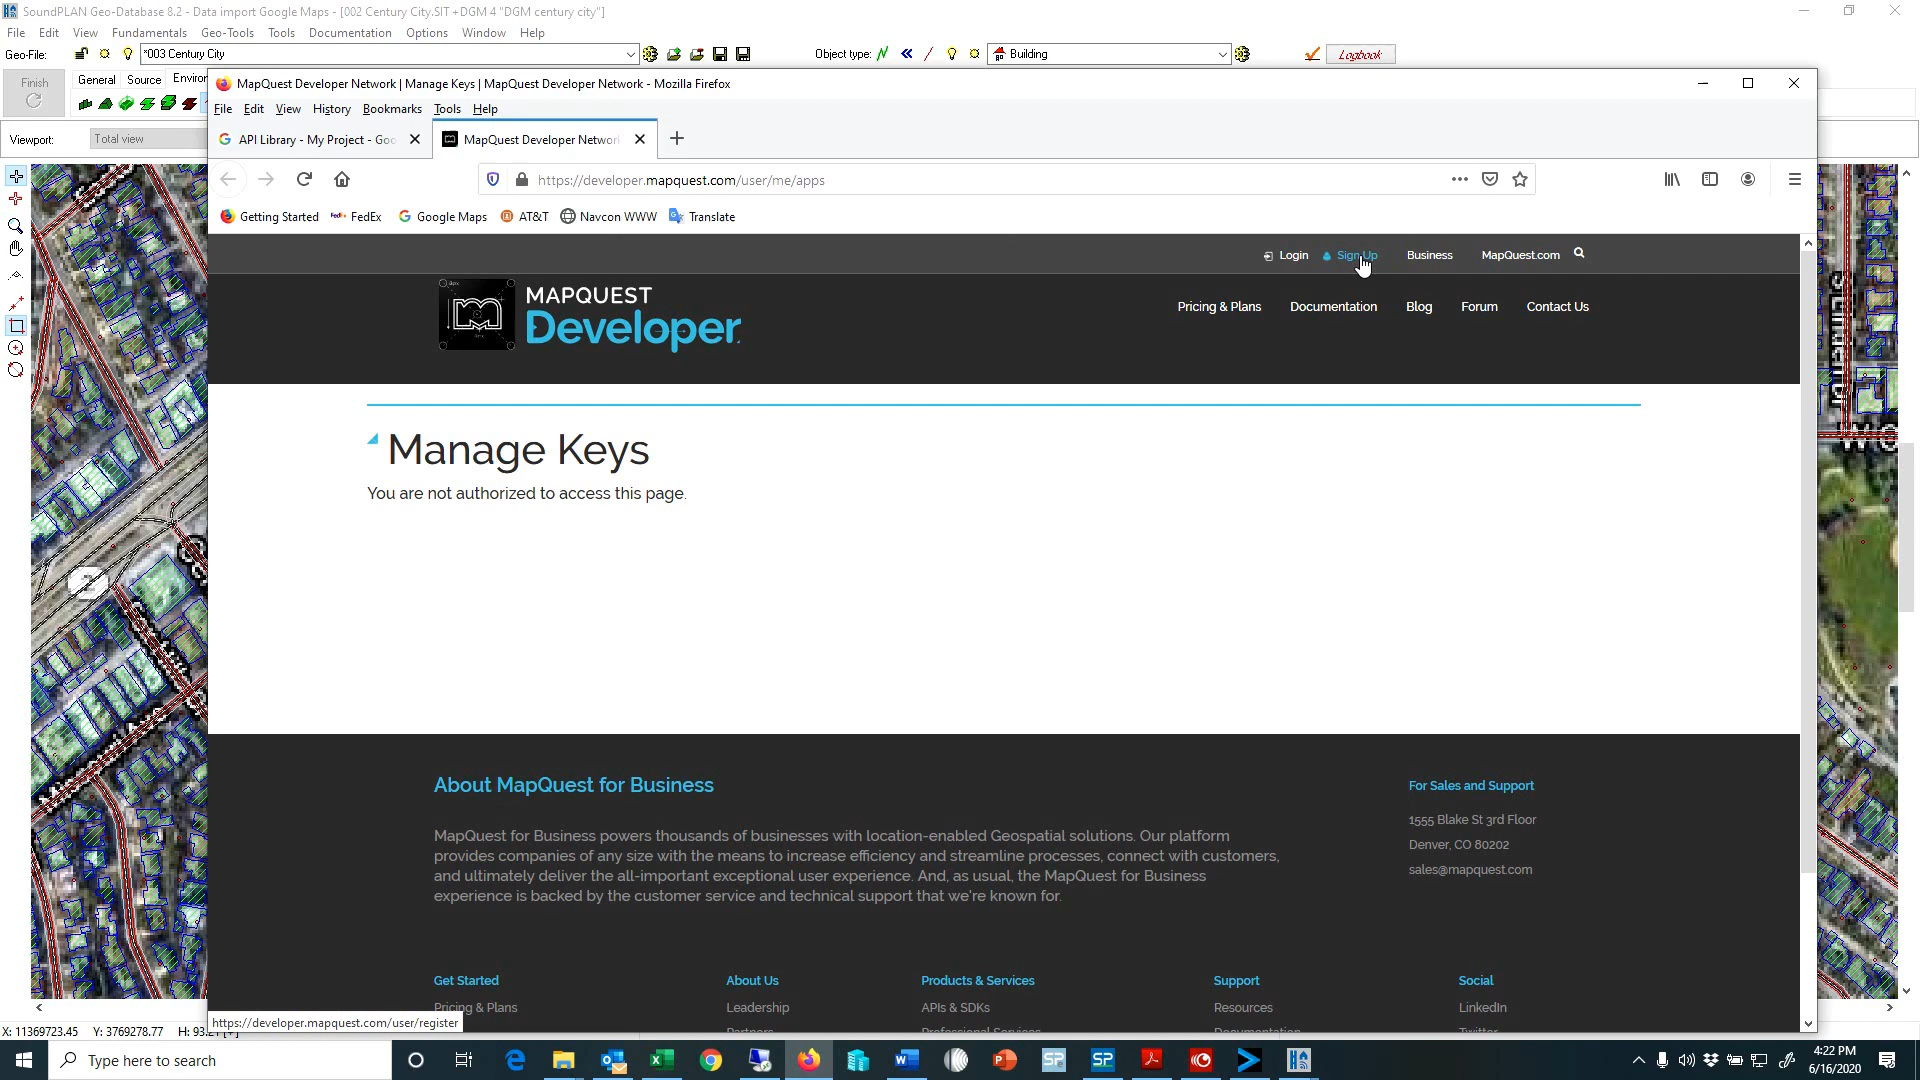 SoundPLAN Geo-Database 8.2 - Data import Google Maps - [002 Century City.SIT +DGM 4 "DGM century city"]
File Edit View Fundamentals Geo-Tools Tools Documentation Options Window Help
Geo-File: *003 Century City Object type: Building Logbook
Finish General Source Environ
Viewport: Total view
MapQuest Developer Network | Manage Keys | MapQuest Developer Network - Mozilla Firefox
File Edit View History Bookmarks Tools Help
API Library - My Project - Goo MapQuest Developer Network
https://developer.mapquest.com/user/me/apps
Getting Started FedEx Google Maps AT&T Navcon WWW Translate
Login Sign Up Business MapQuest.com
MAPQUEST
Developer
Pricing & Plans Documentation Blog Forum Contact Us
Manage Keys
You are not authorized to access this page.
About MapQuest for Business
MapQuest for Business powers thousands of businesses with location-enabled Geospatial solutions. Our platform
provides companies of any size with the means to increase efficiency and streamline processes, connect with customers,
and ultimately deliver the all-important exceptional user experience. And, as usual, the MapQuest for Business
experience is backed by the customer service and technical support that we're known for.
For Sales and Support
1555 Blake St 3rd Floor
Denver, CO 80202
sales@mapquest.com
Get Started About Us Products & Services Support Social
Pricing & Plans Leadership APIs & SDKs Resources LinkedIn
Partners Professional Services Documentation Twitter
https://developer.mapquest.com/user/register
X: 11369723.45 Y: 3769278.77 H: 93.21 [+]
Type here to search
4:22 PM
6/16/2020